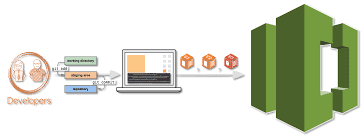 working directory
git add
staging area
git commit
repository
Developers